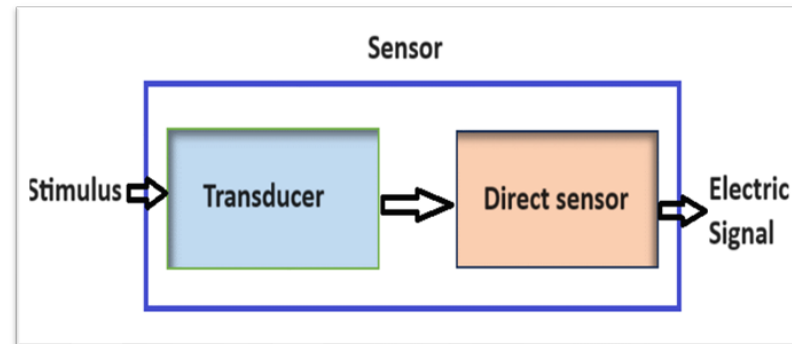 Sensor
Stimulus
Transducer
Direct sensor
Electric
Signal